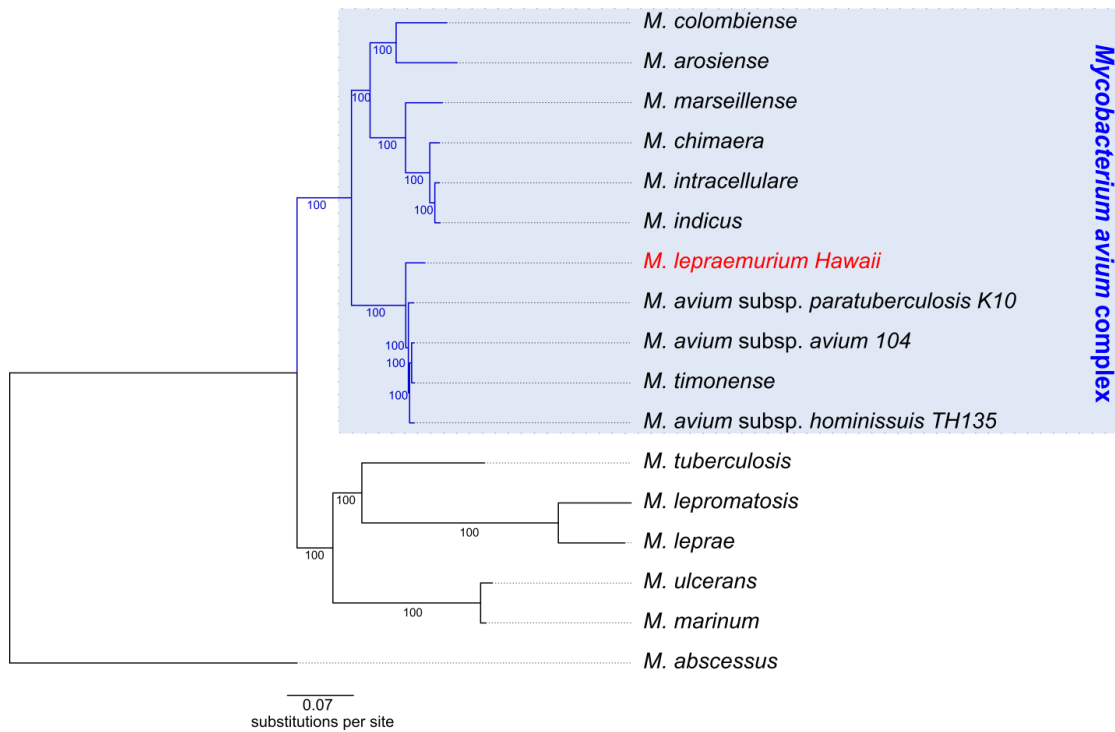 M. colombiense
100
M. arosiense
100
M. marseillense
100
M. chimaera
100
M. intracellulare
100
100
M. indicus
100
M. lepraemurium Hawaii
M. avium subsp. paratuberculosis K10
100
M. avium subsp. avium 104
100
100
M. timonense
100
M. avium subsp. hominissuis TH135
Mycobacterium avium complex
M. tuberculosis
100
M. lepromatosis
100
M. leprae
100
M. ulcerans
100
M. marinum
M. abscessus
0.07
substitutions per site